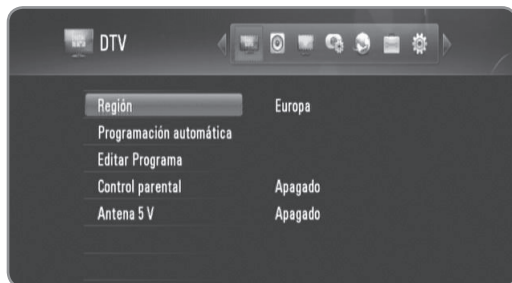 DTV
Región Europa
Programación automática
Editar Programa
Control parental Apagado
Antena 5 V Apagado